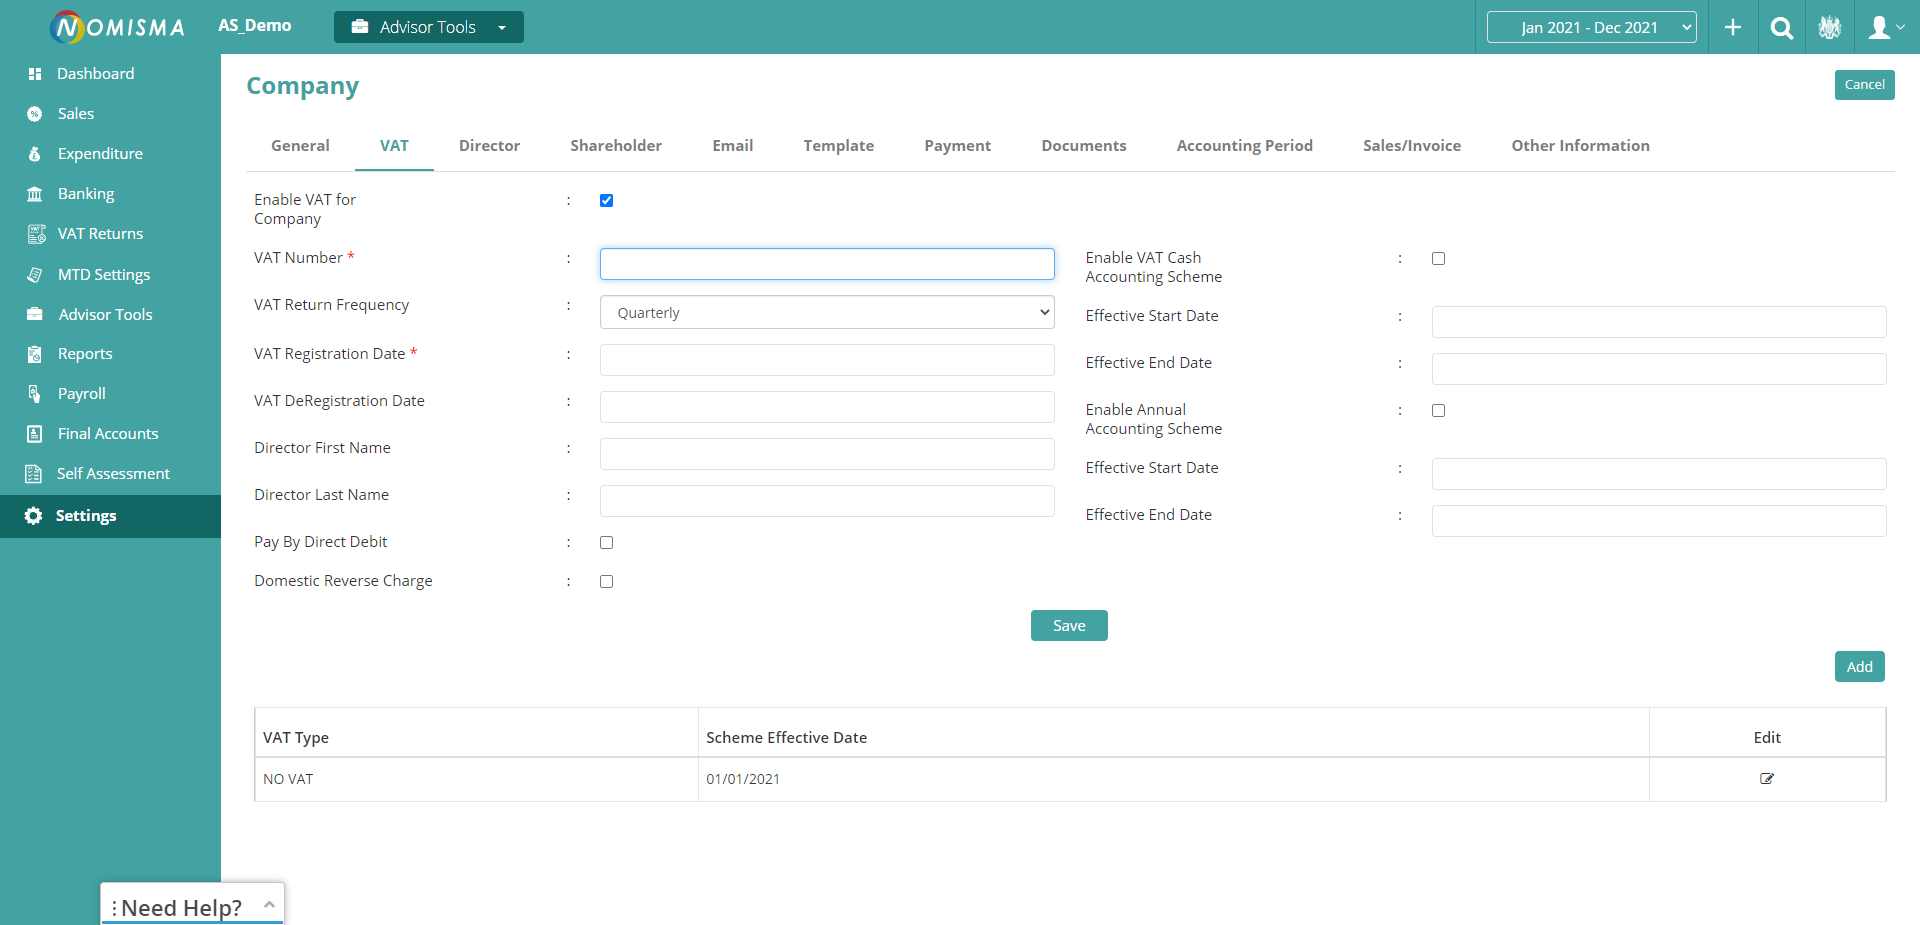 NOMISMA
AS_Demo
Advisor Tools
Jan 2021 - Dec 2021
Dashboard
Sales
Expenditure
Banking
VAT Returns
MTD Settings
Advisor Tools
Reports
Payroll
Final Accounts
Self Assessment
Settings
Company
Cancel
General
VAT
Director
Shareholder
Email
Template
Payment
Documents
Accounting Period
Sales/Invoice
Other Information
Enable VAT for
Company :
VAT Number * :
VAT Return Frequency : Quarterly
VAT Registration Date * :
VAT DeRegistration Date :
Director First Name :
Director Last Name :
Pay By Direct Debit :
Domestic Reverse Charge :
Enable VAT Cash
Accounting Scheme :
Effective Start Date :
Effective End Date :
Enable Annual
Accounting Scheme :
Effective Start Date :
Effective End Date :
Save
Add
VAT Type Scheme Effective Date Edit
NO VAT 01/01/2021
Need Help?